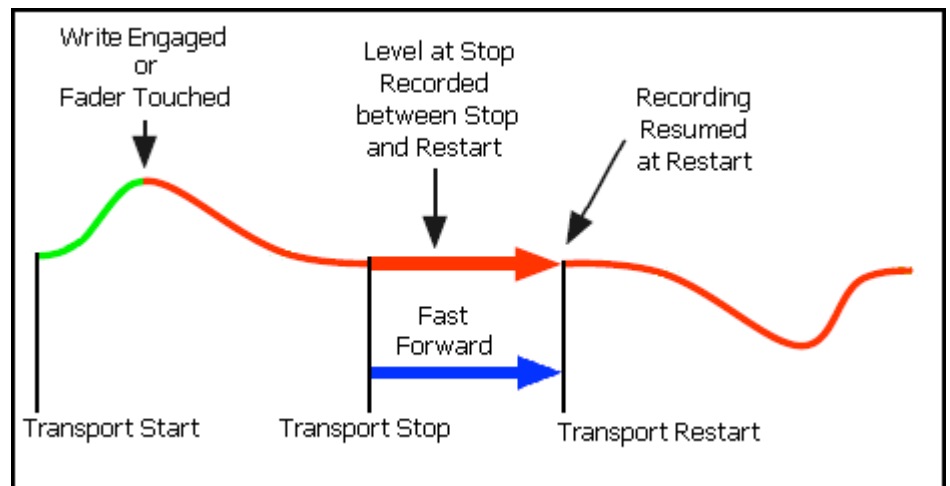 Write Engaged
or
Fader Touched
Level at Stop
Recorded
between Stop
and Restart
Recording
Resumed
at Restart
Fast
Forward
Transport Start
Transport Stop
Transport Restart